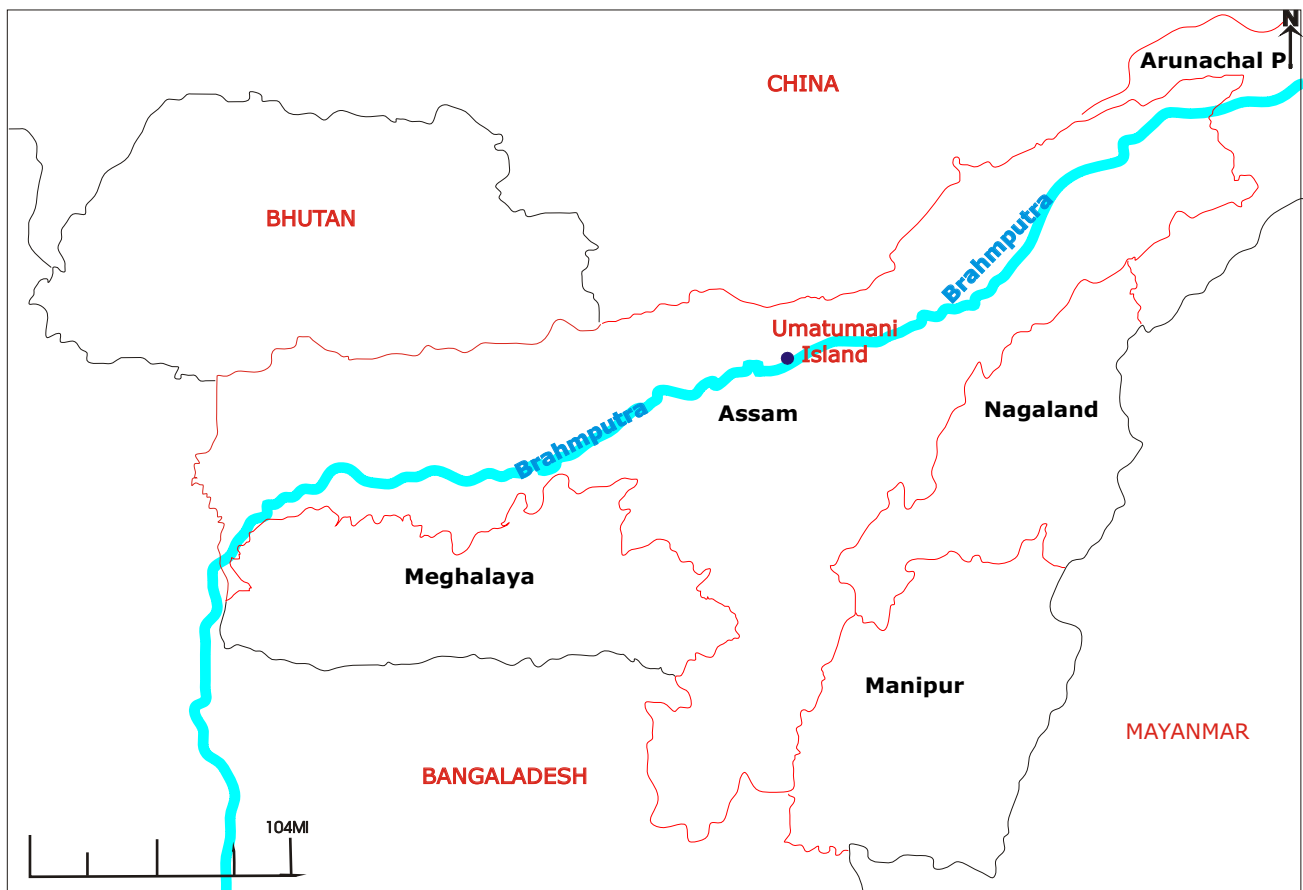 N
Arunachal P.
CHINA
BHUTAN
Brahmputra
Umatumani
Island
Brahmputra
Assam
Nagaland
Meghalaya
Manipur
MAYANMAR
BANGALADESH
104MI